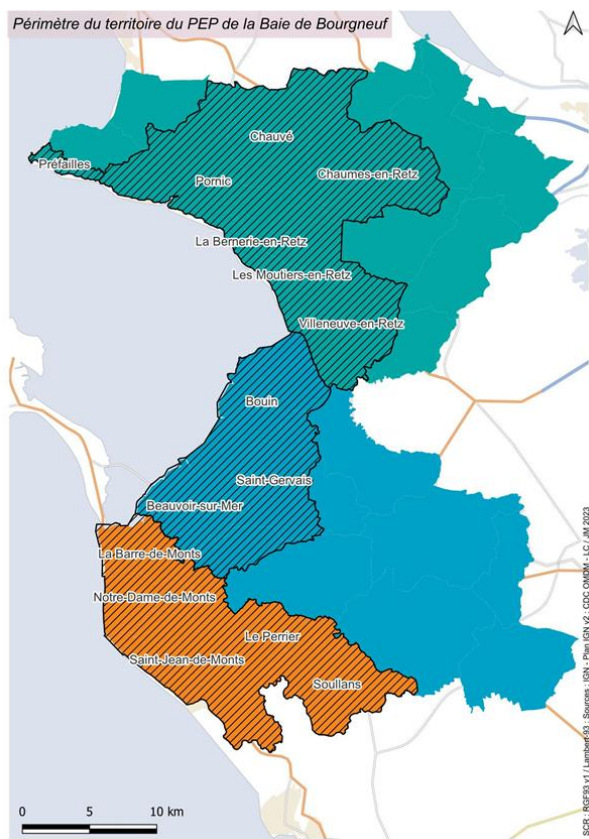 Périmètre du territoire du PEP de la Baie de Bourgneuf
Chauvé
Préfailles
Chaumes-en-Retz
Pornic
La Bernerie-en-Retz
Les Moutiers-en-Retz
Villeneuve-en-Retz
Bouin
Saint-Gervais
Beauvoir-sur-Mer
La Barre-de-Monts
Notre-Dame-de-Monts
Le Perrier
Saint-Jean-de-Monts
Soullans
0 5 10 km
SCR : RGF93 v1 / Lambert-93 ; Sources : IGN - Plan IGN v2 ; CDC OMDM - LC / JM 2023